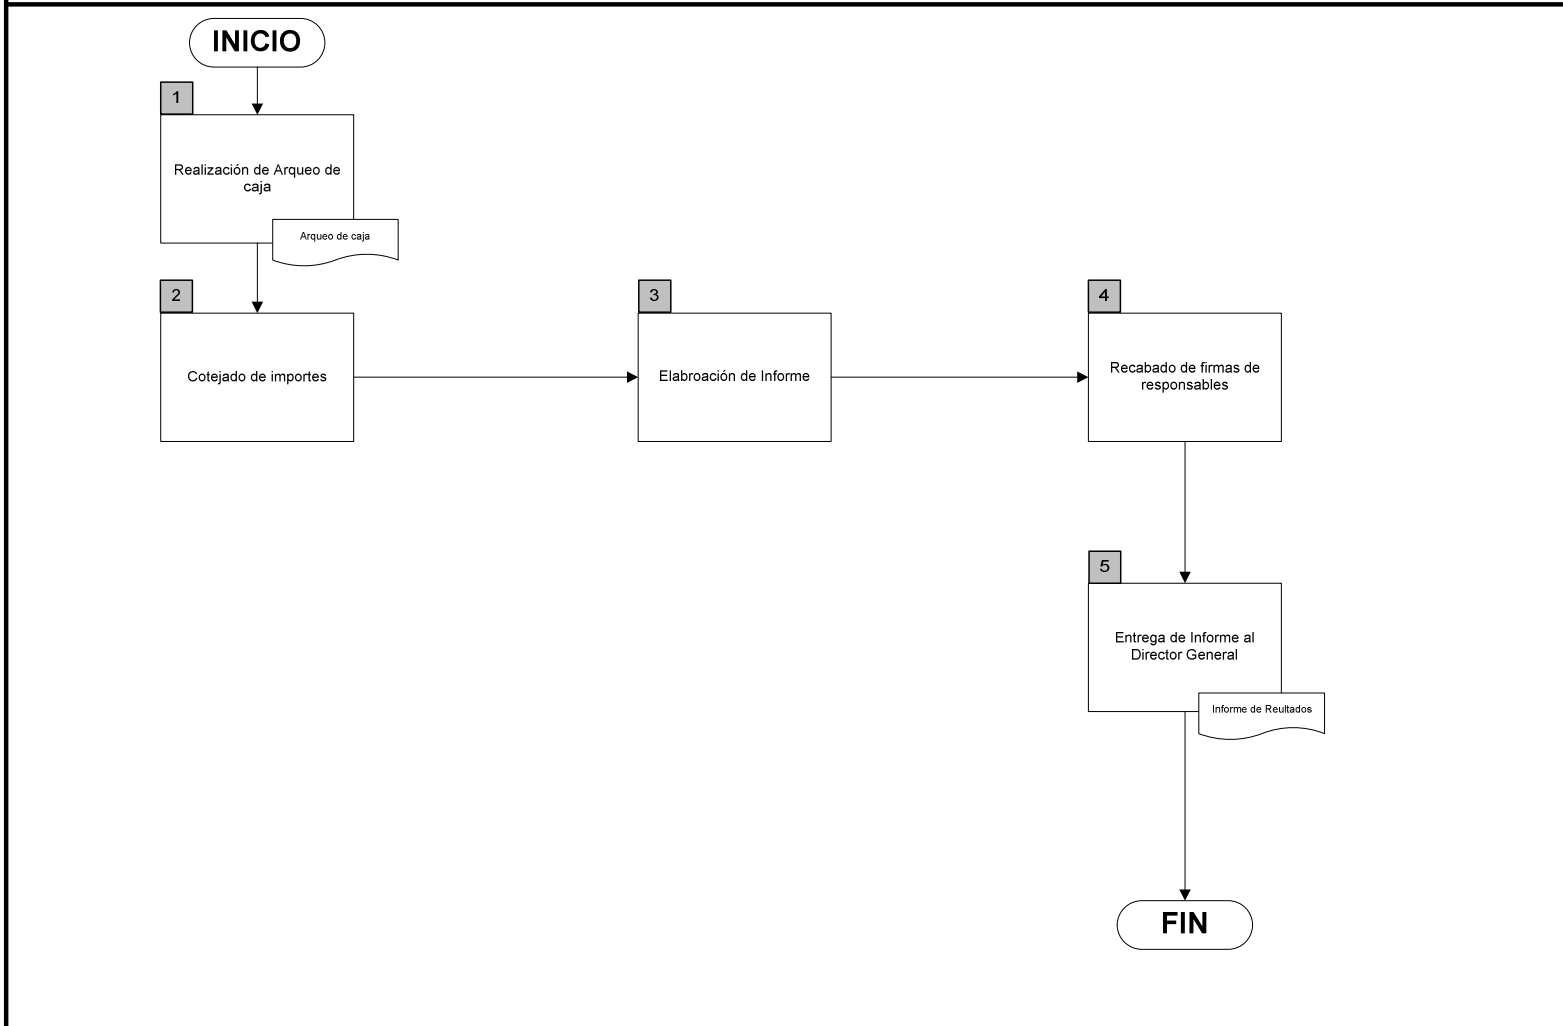 INICIO
1
Realización de Arqueo de
caja
Arqueo de caja
2
Cotejado de importes
3
Elabroación de Informe
4
Recabado de firmas de
responsables
5
Entrega de Informe al
Director General
Informe de Reultados
FIN